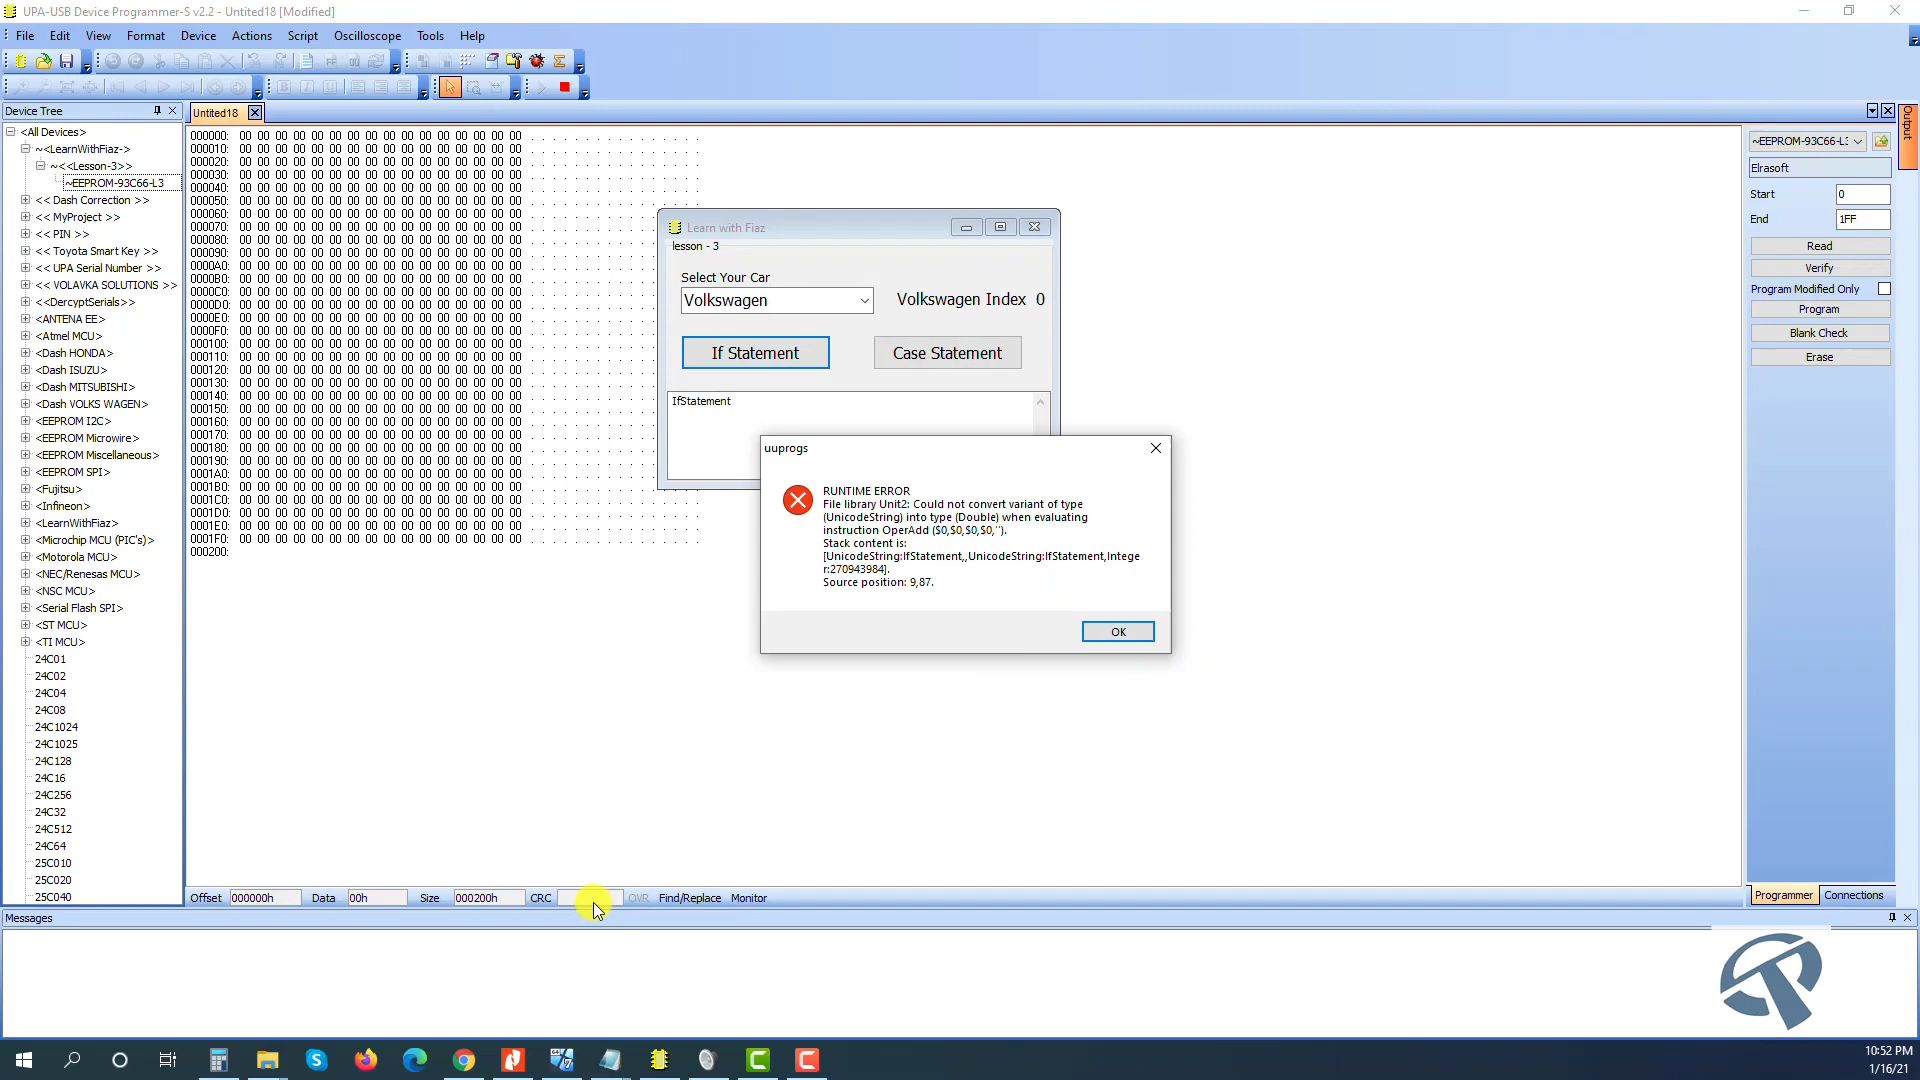 UPA-USB Device Programmer-S v2.2 - Untited18 [Modified]
File Edit View Format Device Actions Script Oscilloscope Tools Help
Device Tree
<All Devices>
~<LearnWithFiaz->
~<<Lesson-3>>
~EEPROM-93C66-L3
<< Dash Correction >>
<< MyProject >>
<< PIN >>
<< Toyota Smart Key >>
<< UPA Serial Number >>
<< VOLAVKA SOLUTIONS >>
<<DercyptSerials>>
<ANTENA EE>
<Atmel MCU>
<Dash HONDA>
<Dash ISUZU>
<Dash MITSUBISHI>
<Dash VOLKS WAGEN>
<EEPROM I2C>
<EEPROM Microwire>
<EEPROM Miscellaneous>
<EEPROM SPI>
<Fujitsu>
<Infineon>
<LearnWithFiaz>
<Microchip MCU (PIC's)>
<Motorola MCU>
<NEC/Renesas MCU>
<NSC MCU>
<Serial Flash SPI>
<ST MCU>
<TI MCU>
24C01
24C02
24C04
24C08
24C1024
24C1025
24C128
24C16
24C256
24C32
24C512
24C64
25C010
25C020
25C040
Untited18
000000: 00 00 00 00 00 00 00 00 00 00 00 00 00 00 00 00
000010: 00 00 00 00 00 00 00 00 00 00 00 00 00 00 00 00
000020: 00 00 00 00 00 00 00 00 00 00 00 00 00 00 00 00
000030: 00 00 00 00 00 00 00 00 00 00 00 00 00 00 00 00
000040: 00 00 00 00 00 00 00 00 00 00 00 00 00 00 00 00
000050: 00 00 00 00 00 00 00 00 00 00 00 00 00 00 00 00
000060: 00 00 00 00 00 00 00 00 00 00 00 00 00 00 00 00
000070: 00 00 00 00 00 00 00 00 00 00 00 00 00 00 00 00
000080: 00 00 00 00 00 00 00 00 00 00 00 00 00 00 00 00
000090: 00 00 00 00 00 00 00 00 00 00 00 00 00 00 00 00
0000A0: 00 00 00 00 00 00 00 00 00 00 00 00 00 00 00 00
0000B0: 00 00 00 00 00 00 00 00 00 00 00 00 00 00 00 00
0000C0: 00 00 00 00 00 00 00 00 00 00 00 00 00 00 00 00
0000D0: 00 00 00 00 00 00 00 00 00 00 00 00 00 00 00 00
0000E0: 00 00 00 00 00 00 00 00 00 00 00 00 00 00 00 00
0000F0: 00 00 00 00 00 00 00 00 00 00 00 00 00 00 00 00
000100: 00 00 00 00 00 00 00 00 00 00 00 00 00 00 00 00
000110: 00 00 00 00 00 00 00 00 00 00 00 00 00 00 00 00
000120: 00 00 00 00 00 00 00 00 00 00 00 00 00 00 00 00
000130: 00 00 00 00 00 00 00 00 00 00 00 00 00 00 00 00
000140: 00 00 00 00 00 00 00 00 00 00 00 00 00 00 00 00
000150: 00 00 00 00 00 00 00 00 00 00 00 00 00 00 00 00
000160: 00 00 00 00 00 00 00 00 00 00 00 00 00 00 00 00
000170: 00 00 00 00 00 00 00 00 00 00 00 00 00 00 00 00
000180: 00 00 00 00 00 00 00 00 00 00 00 00 00 00 00 00
000190: 00 00 00 00 00 00 00 00 00 00 00 00 00 00 00 00
0001A0: 00 00 00 00 00 00 00 00 00 00 00 00 00 00 00 00
0001B0: 00 00 00 00 00 00 00 00 00 00 00 00 00 00 00 00
0001C0: 00 00 00 00 00 00 00 00 00 00 00 00 00 00 00 00
0001D0: 00 00 00 00 00 00 00 00 00 00 00 00 00 00 00 00
0001E0: 00 00 00 00 00 00 00 00 00 00 00 00 00 00 00 00
0001F0: 00 00 00 00 00 00 00 00 00 00 00 00 00 00 00 00
000200:
Learn with Fiaz
lesson - 3
Select Your Car
Volkswagen
Volkswagen Index 0
If Statement
Case Statement
IfStatement
uuprogs
RUNTIME ERROR
File library Unit2: Could not convert variant of type
(UnicodeString) into type (Double) when evaluating
instruction OperAdd ($0,$0,$0,$0,'').
Stack content is:
[UnicodeString:IfStatement,,UnicodeString:IfStatement,Intege
r:270943984].
Source position: 9,87.
OK
Output
~EEPROM-93C66-L3
Elrasoft
Start 0
End 1FF
Read
Verify
Program Modified Only
Program
Blank Check
Erase
Programmer Connections
Offset 000000h Data 00h Size 000200h CRC OVR Find/Replace Monitor
Messages
10:52 PM
1/16/21